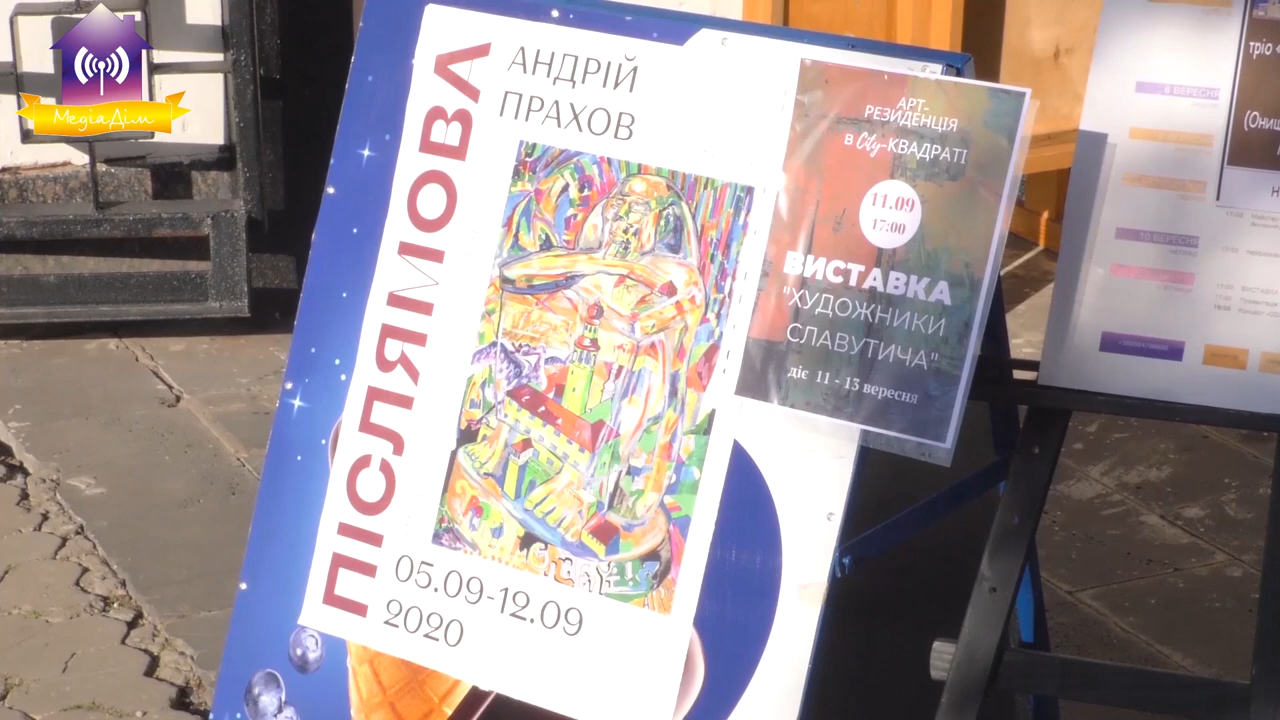 МедіаДім
ПІСЛЯМОВА
АНДРІЙ
ПРАХОВ
05.09-12.09
2020
АРТ-
РЕЗИДЕНЦІЯ
в City-КВАДРАТІ
11.09
17:00
ВИСТАВКА
"ХУДОЖНИКИ
СЛАВУТИЧА"
діє 11 - 13 вересня
тріо
6 ВЕРЕСНЯ
10 ВЕРЕСНЯ